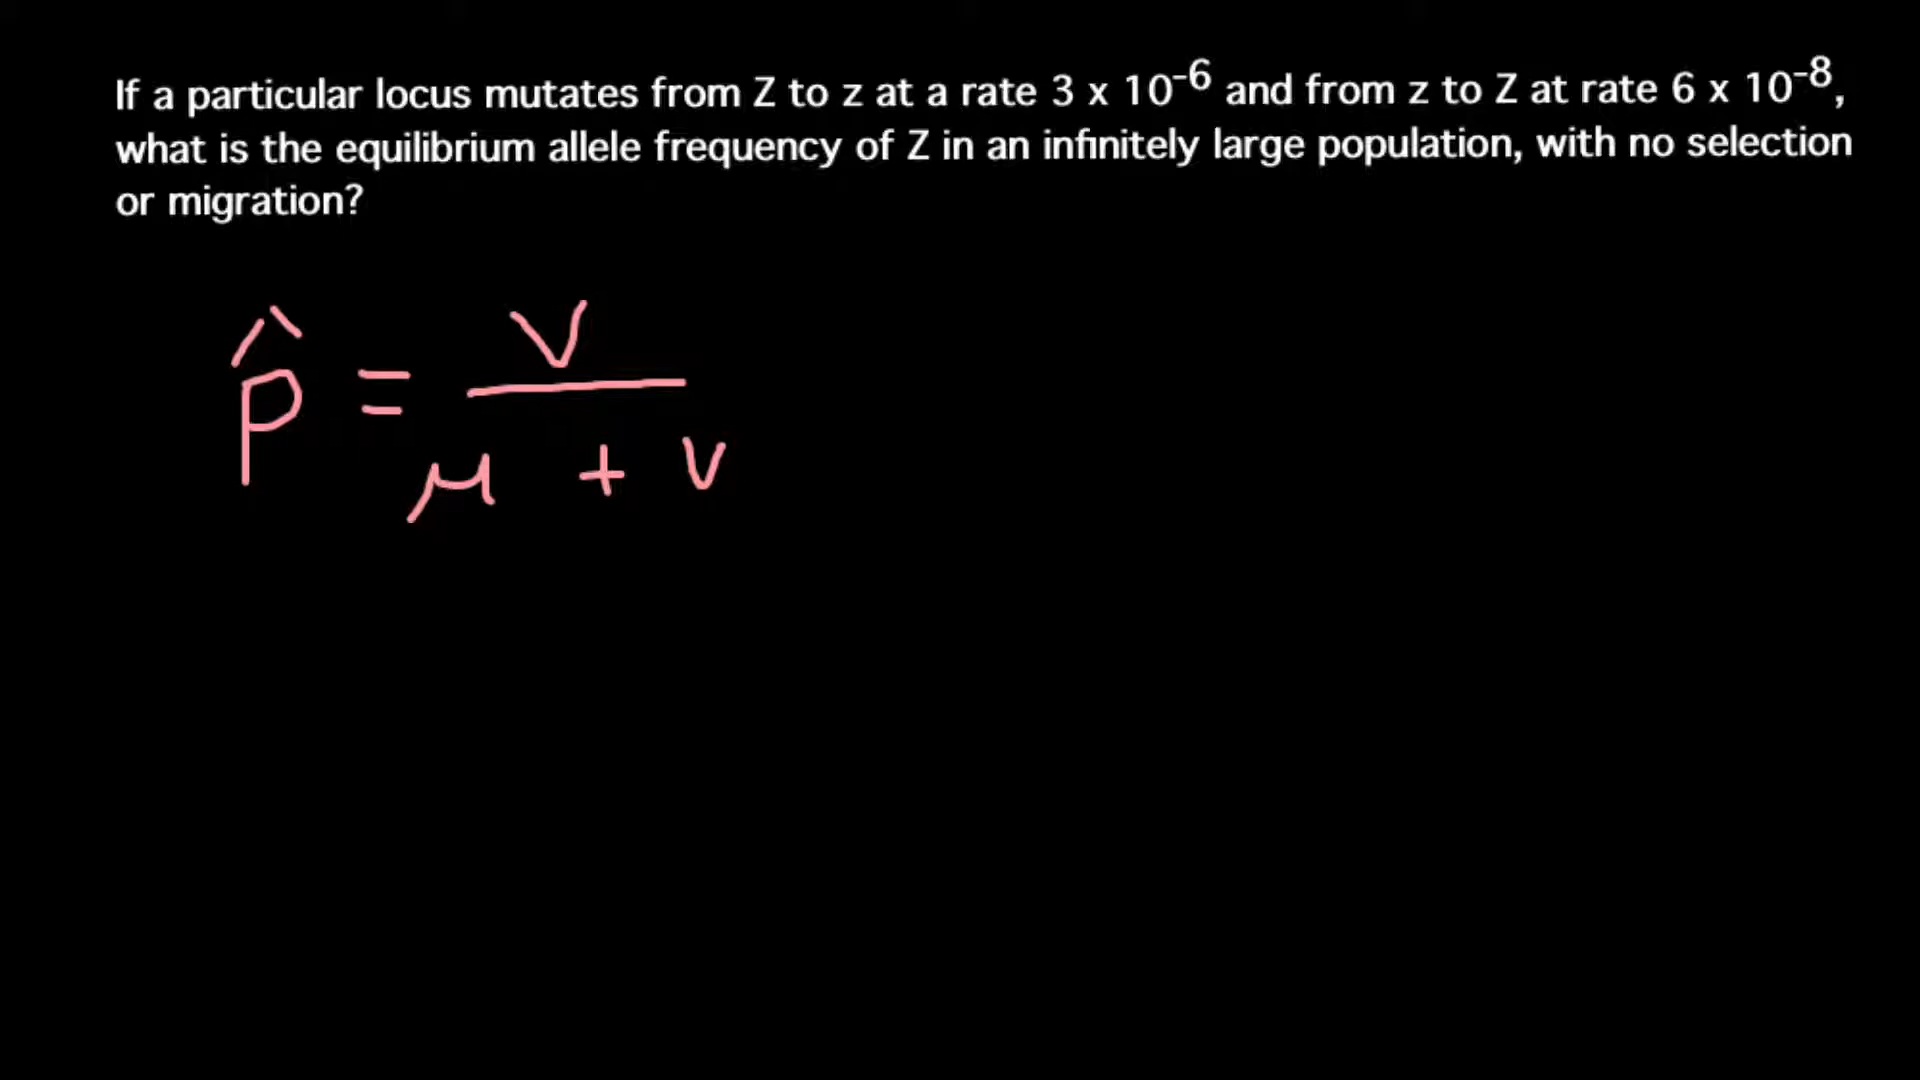 If a particular locus mutates from Z to z at a rate 3 x 10⁻⁶ and from z to Z at rate 6 x 10⁻⁸,
what is the equilibrium allele frequency of Z in an infinitely large population, with no selection
or migration?
p̂ = v / (μ + v)